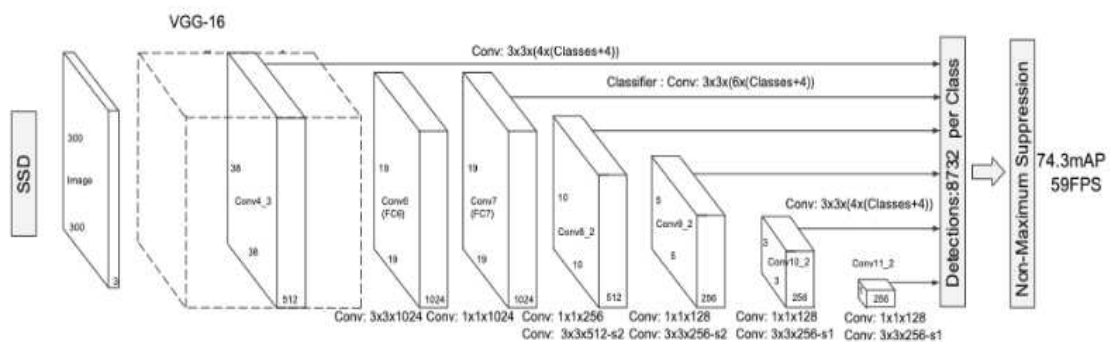 VGG-16
Conv: 3x3x(4x(Classes+4))
Classifier : Conv: 3x3x(6x(Classes+4))
SSD
300
Image
300
3
38
Conv4_3
38
512
19
Conv6
(FC6)
19
1024
19
Conv7
(FC7)
19
1024
10
Conv8_2
10
512
5
Conv9_2
5
256
Conv: 3x3x(4x(Classes+4))
3
Conv10_2
3
256
Conv11_2
256
Detections:8732 per Class
Non-Maximum Suppression
74.3mAP
59FPS
Conv: 3x3x1024
Conv: 1x1x1024
Conv: 1x1x256
Conv: 3x3x512-s2
Conv: 1x1x128
Conv: 3x3x256-s2
Conv: 1x1x128
Conv: 3x3x256-s1
Conv: 1x1x128
Conv: 3x3x256-s1